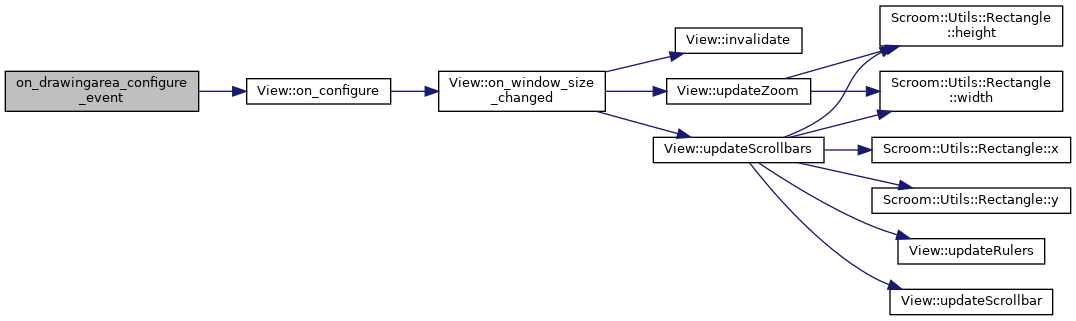 on_drawingarea_configure
_event
View::on_configure
View::on_window_size
_changed
View::invalidate
View::updateZoom
View::updateScrollbars
Scroom::Utils::Rectangle
::height
Scroom::Utils::Rectangle
::width
Scroom::Utils::Rectangle::x
Scroom::Utils::Rectangle::y
View::updateRulers
View::updateScrollbar